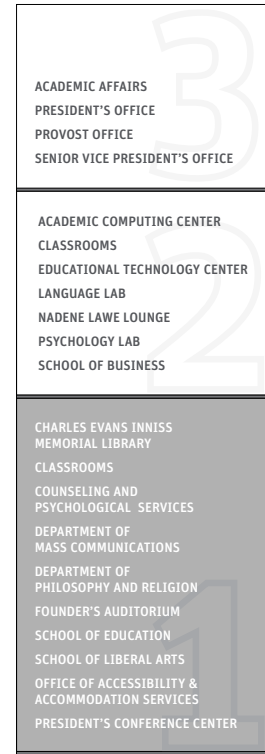 3
ACADEMIC AFFAIRS
PRESIDENT'S OFFICE
PROVOST OFFICE
SENIOR VICE PRESIDENT'S OFFICE
2
ACADEMIC COMPUTING CENTER
CLASSROOMS
EDUCATIONAL TECHNOLOGY CENTER
LANGUAGE LAB
NADENE LAWE LOUNGE
PSYCHOLOGY LAB
SCHOOL OF BUSINESS
1
CHARLES EVANS INNISS
MEMORIAL LIBRARY
CLASSROOMS
COUNSELING AND
PSYCHOLOGICAL SERVICES
DEPARTMENT OF
MASS COMMUNICATIONS
DEPARTMENT OF
PHILOSOPHY AND RELIGION
FOUNDER'S AUDITORIUM
SCHOOL OF EDUCATION
SCHOOL OF LIBERAL ARTS
OFFICE OF ACCESSIBILITY &
ACCOMMODATION SERVICES
PRESIDENT'S CONFERENCE CENTER